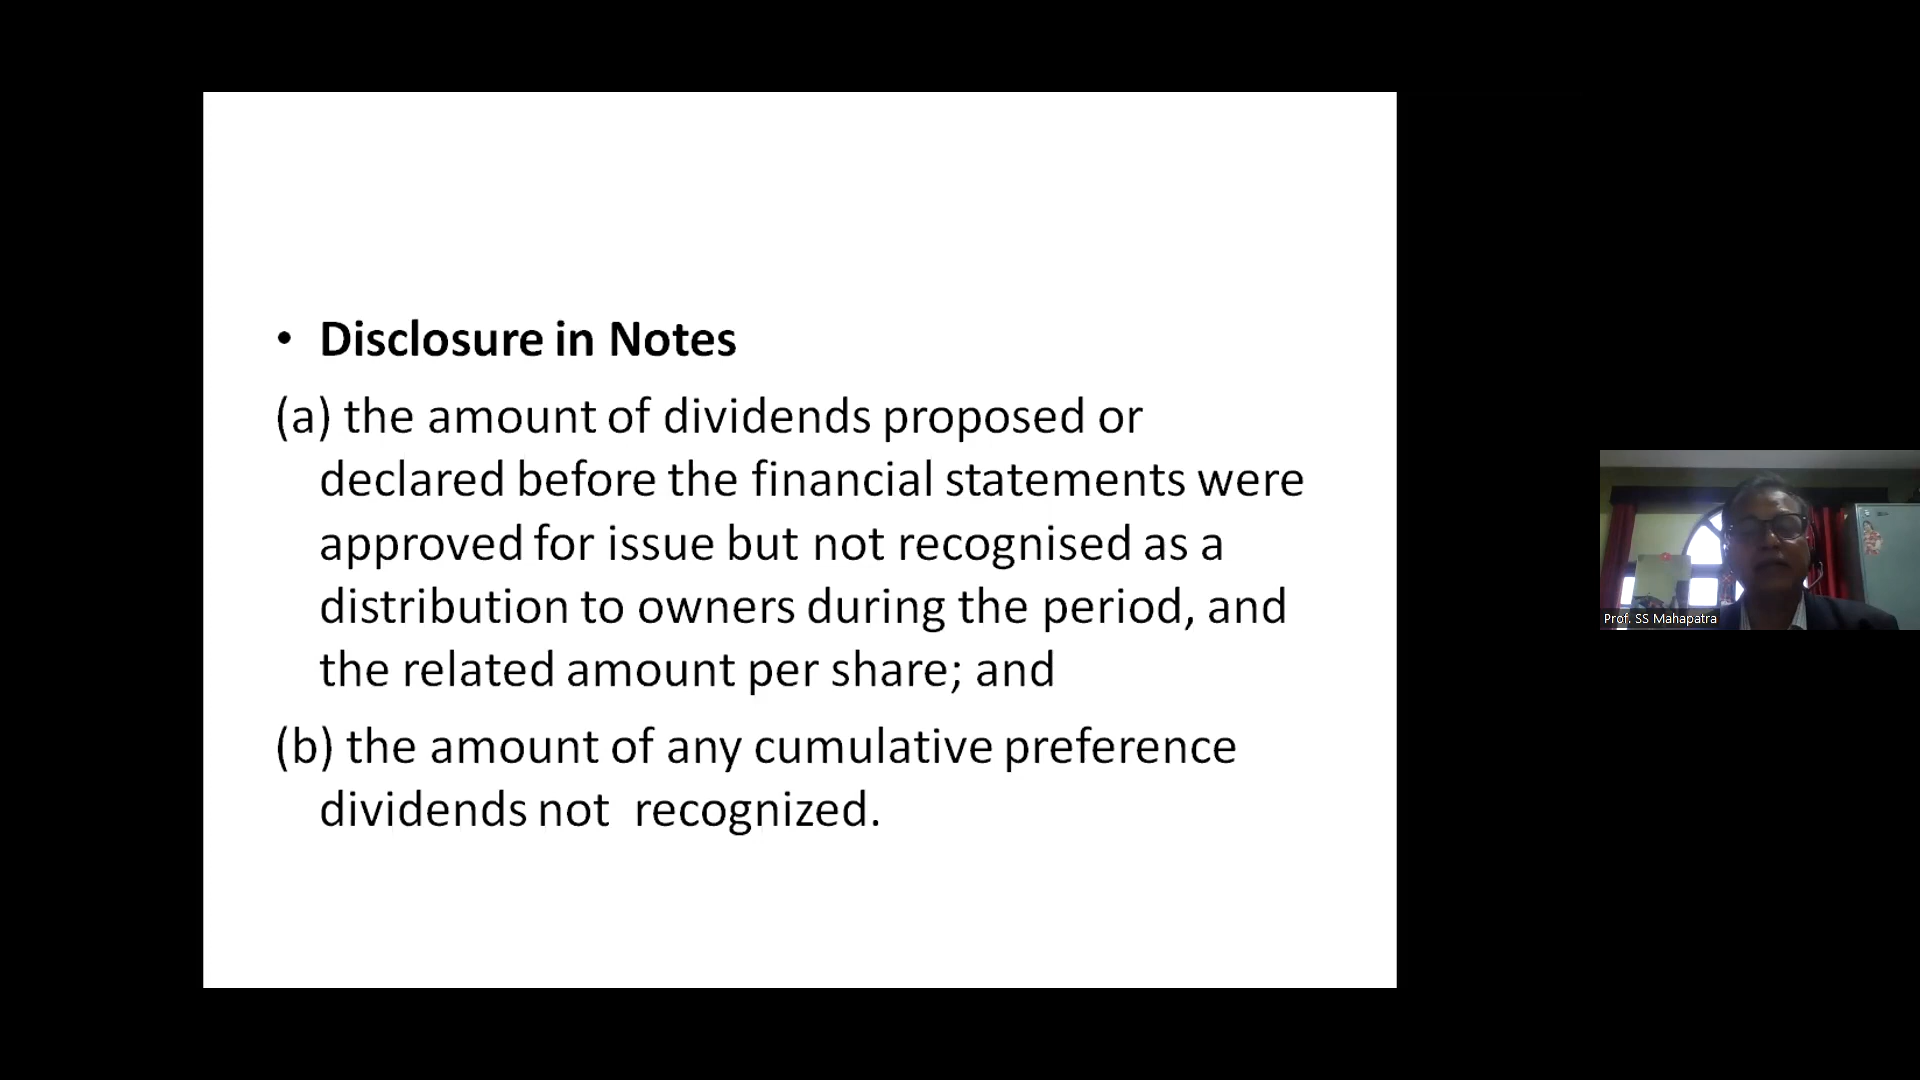 • Disclosure in Notes
(a) the amount of dividends proposed or
declared before the financial statements were
approved for issue but not recognised as a
distribution to owners during the period, and
the related amount per share; and
(b) the amount of any cumulative preference
dividends not  recognized.
Prof. SS Mahapatra